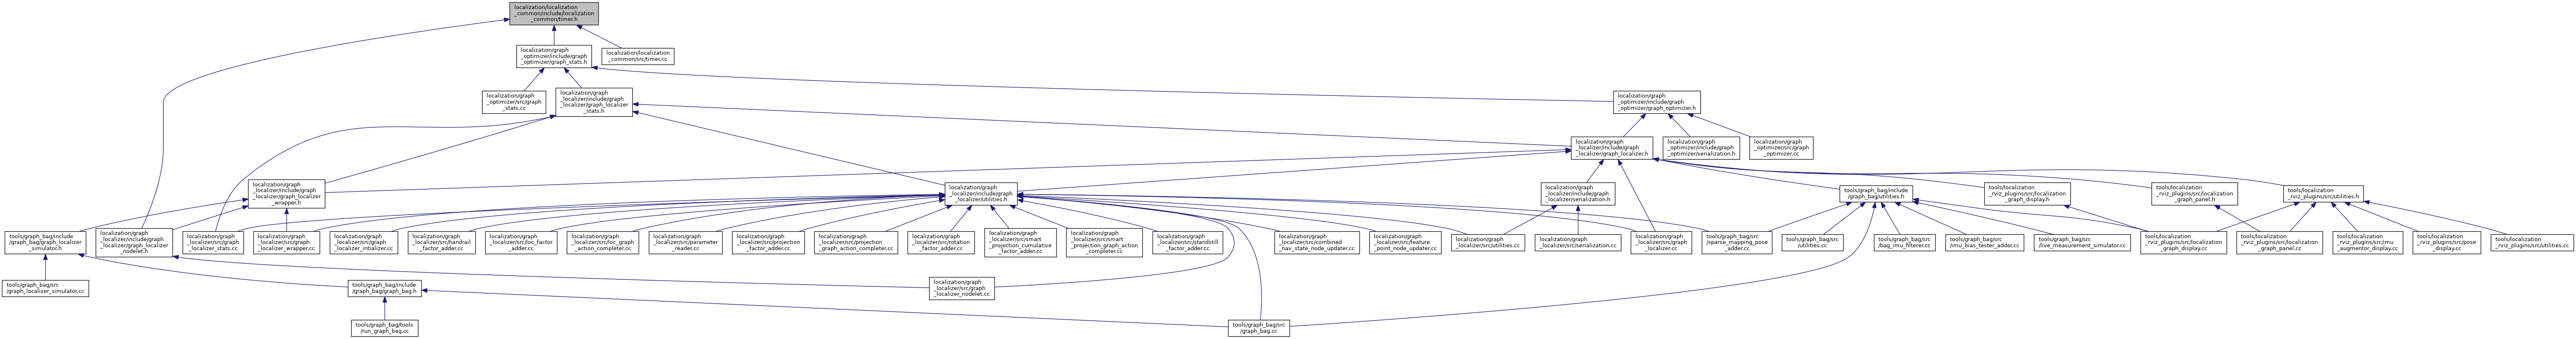 localization/localization
_common/include/localization
_common/timer.h
localization/graph
_optimizer/include/graph
_optimizer/graph_stats.h
localization/localization
_common/src/timer.cc
localization/graph
_optimizer/src/graph
_stats.cc
localization/graph
_localizer/include/graph
_localizer/graph_localizer
_stats.h
localization/graph
_optimizer/include/graph
_optimizer/graph_optimizer.h
localization/graph
_localizer/include/graph
_localizer/graph_localizer.h
localization/graph
_optimizer/include/graph
_optimizer/serialization.h
localization/graph
_optimizer/src/graph
_optimizer.cc
localization/graph
_localizer/include/graph
_localizer/graph_localizer
_wrapper.h
localization/graph
_localizer/include/graph
_localizer/utilities.h
localization/graph
_localizer/include/graph
_localizer/serialization.h
tools/graph_bag/include
/graph_bag/utilities.h
tools/localization
_rviz_plugins/src/localization
_graph_display.h
tools/localization
_rviz_plugins/src/localization
_graph_panel.h
tools/localization
_rviz_plugins/src/utilities.h
tools/graph_bag/include
/graph_bag/graph_localizer
_simulator.h
localization/graph
_localizer/include/graph
_localizer/graph_localizer
_nodelet.h
localization/graph
_localizer/src/graph
_localizer_stats.cc
localization/graph
_localizer/src/graph
_localizer_wrapper.cc
localization/graph
_localizer/src/graph
_localizer_intializer.cc
localization/graph
_localizer/src/handrail
_factor_adder.cc
localization/graph
_localizer/src/loc_factor
_adder.cc
localization/graph
_localizer/src/loc_graph
_action_completer.cc
localization/graph
_localizer/src/parameter
_reader.cc
localization/graph
_localizer/src/projection
_factor_adder.cc
localization/graph
_localizer/src/projection
_graph_action_completer.cc
localization/graph
_localizer/src/rotation
_factor_adder.cc
localization/graph
_localizer/src/smart
_projection_cumulative
_factor_adder.cc
localization/graph
_localizer/src/smart
_projection_graph_action
_completer.cc
localization/graph
_localizer/src/standstill
_factor_adder.cc
localization/graph
_localizer/src/combined
_nav_state_node_updater.cc
localization/graph
_localizer/src/feature
_point_node_updater.cc
localization/graph
_localizer/src/utilities.cc
localization/graph
_localizer/src/serialization.cc
localization/graph
_localizer/src/graph
_localizer.cc
tools/graph_bag/src
/sparse_mapping_pose
_adder.cc
tools/graph_bag/src
/utilities.cc
tools/graph_bag/src
/bag_imu_filterer.cc
tools/graph_bag/src
/imu_bias_tester_adder.cc
tools/graph_bag/src
/live_measurement_simulator.cc
tools/localization
_rviz_plugins/src/localization
_graph_display.cc
tools/localization
_rviz_plugins/src/localization
_graph_panel.cc
tools/localization
_rviz_plugins/src/imu
_augmentor_display.cc
tools/localization
_rviz_plugins/src/pose
_display.cc
tools/localization
_rviz_plugins/src/utilities.cc
tools/graph_bag/src
/graph_localizer_simulator.cc
tools/graph_bag/include
/graph_bag/graph_bag.h
localization/graph
_localizer/src/graph
_localizer_nodelet.cc
tools/graph_bag/tools
/run_graph_bag.cc
tools/graph_bag/src
/graph_bag.cc